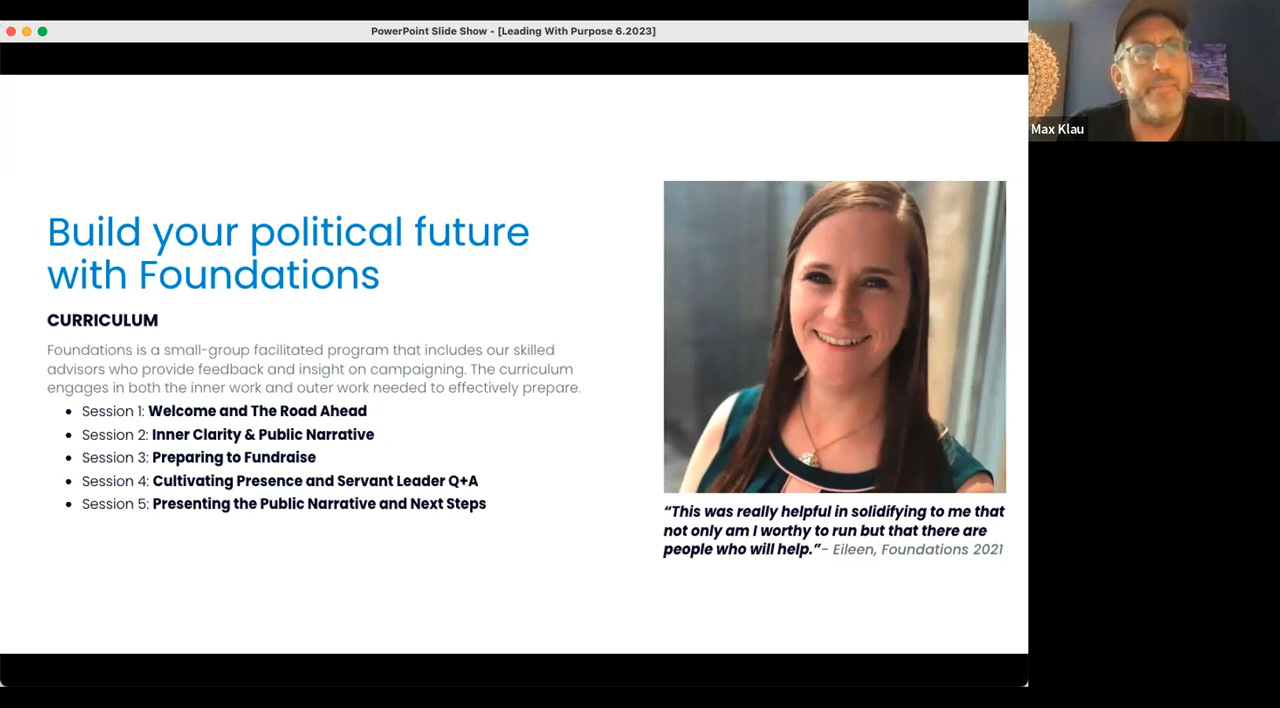 PowerPoint Slide Show - [Leading With Purpose 6.2023]
Max Klau
Build your political future
with Foundations
CURRICULUM
Foundations is a small-group facilitated program that includes our skilled
advisors who provide feedback and insight on campaigning. The curriculum
engages in both the inner work and outer work needed to effectively prepare.
• Session 1: Welcome and The Road Ahead
• Session 2: Inner Clarity & Public Narrative
• Session 3: Preparing to Fundraise
• Session 4: Cultivating Presence and Servant Leader Q+A
• Session 5: Presenting the Public Narrative and Next Steps
“This was really helpful in solidifying to me that
not only am I worthy to run but that there are
people who will help.”- Eileen, Foundations 2021